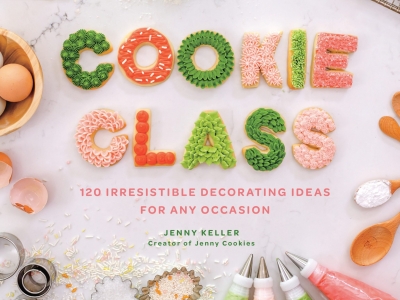 COOKIE
CLASS
120 IRRESISTIBLE DECORATING IDEAS
FOR ANY OCCASION
JENNY KELLER
Creator of Jenny Cookies